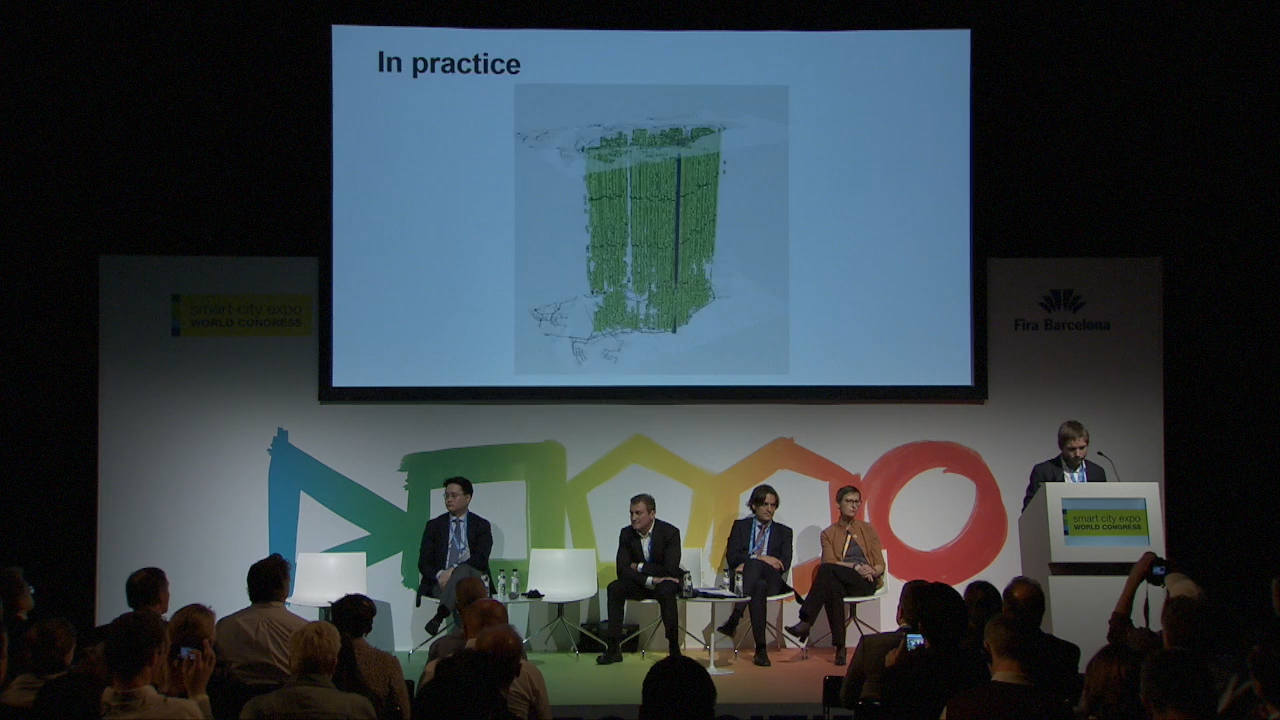 In practice
smart city expo
WORLD CONGRESS
Fira Barcelona
smart city expo
WORLD CONGRESS